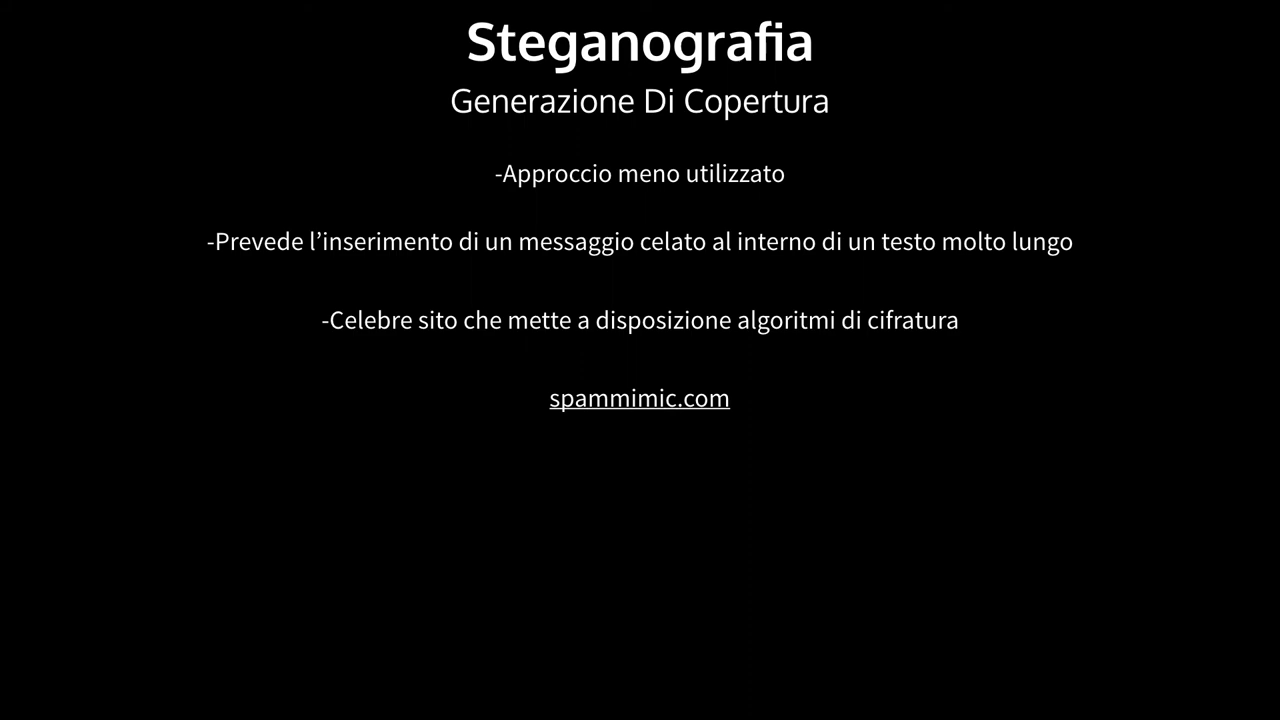 Steganografia
Generazione Di Copertura
-Approccio meno utilizzato
-Prevede l’inserimento di un messaggio celato al interno di un testo molto lungo
-Celebre sito che mette a disposizione algoritmi di cifratura
spammimic.com